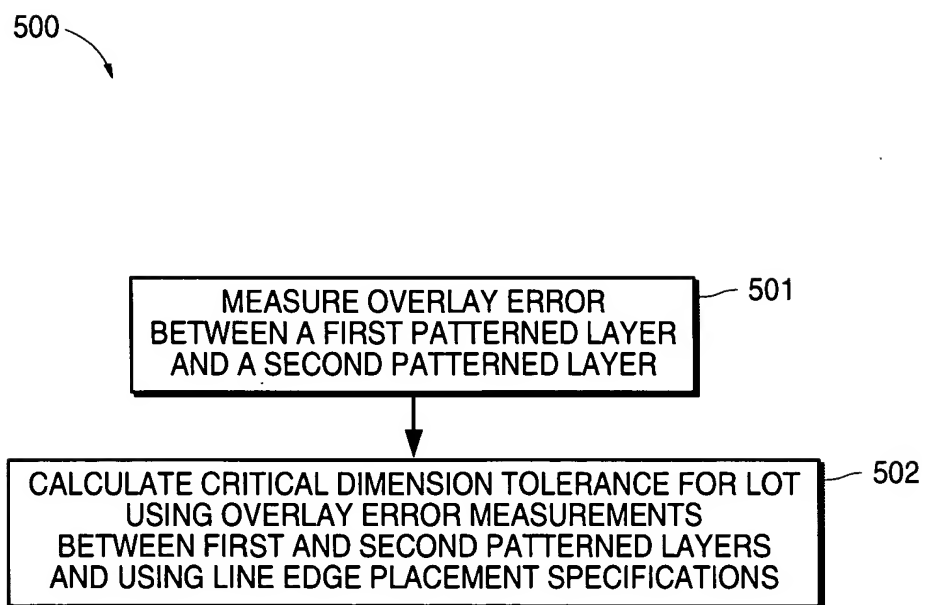 500
MEASURE OVERLAY ERROR
BETWEEN A FIRST PATTERNED LAYER
AND A SECOND PATTERNED LAYER
501
CALCULATE CRITICAL DIMENSION TOLERANCE FOR LOT
USING OVERLAY ERROR MEASUREMENTS
BETWEEN FIRST AND SECOND PATTERNED LAYERS
AND USING LINE EDGE PLACEMENT SPECIFICATIONS
502